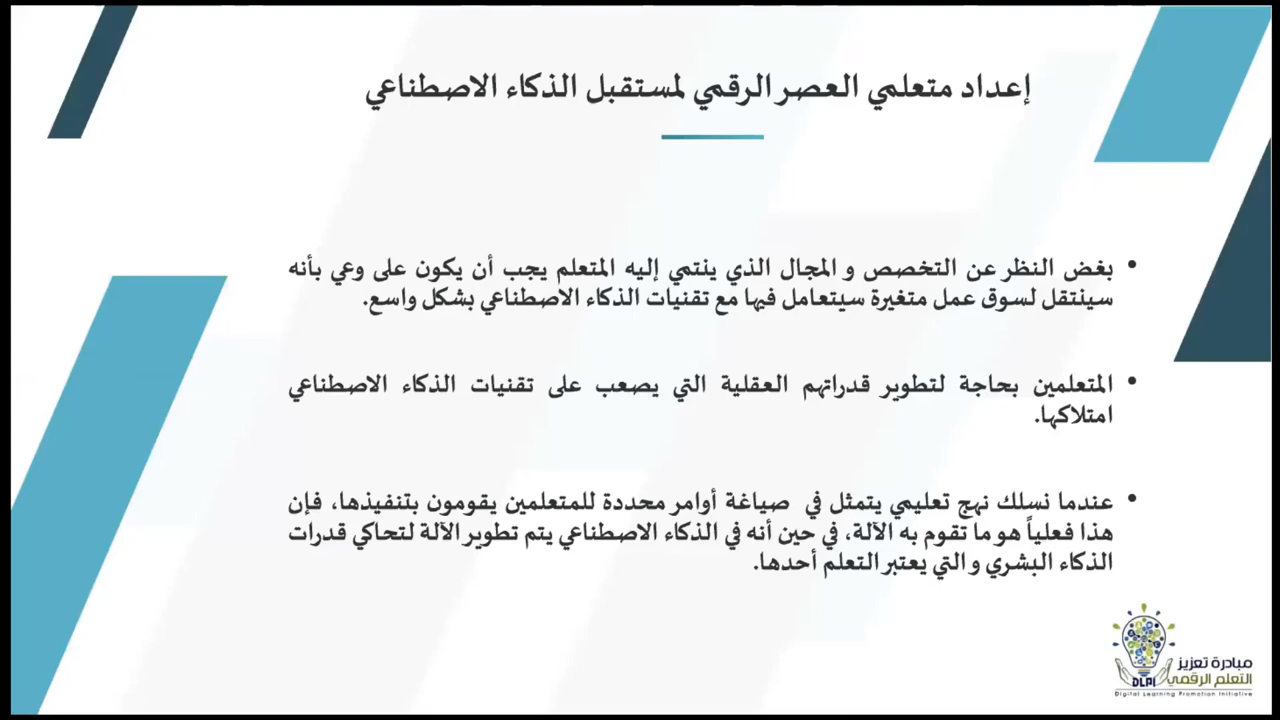 إعداد متعلمي العصر الرقمي لمستقبل الذكاء الاصطناعي
• بغض النظر عن التخصص و المجال الذي ينتمي إليه المتعلم يجب أن يكون على وعي بأنه
سينتقل لسوق عمل متغيرة سيتعامل فيها مع تقنيات الذكاء الاصطناعي بشكل واسع.
• المتعلمين بحاجة لتطوير قدراتهم العقلية التي يصعب على تقنيات الذكاء الاصطناعي
امتلاكها.
• عندما نسلك نهج تعليمي يتمثل في صياغة أوامر محددة للمتعلمين يقومون بتنفيذها، فإن
هذا فعلياً هو ما تقوم به الآلة، في حين أنه في الذكاء الاصطناعي يتم تطوير الآلة لتحاكي قدرات
الذكاء البشري و التي يعتبر التعلم أحدها.
مبادرة تعزيز
التعلم الرقمي
DLPI
Digital Learning Promotion Initiative